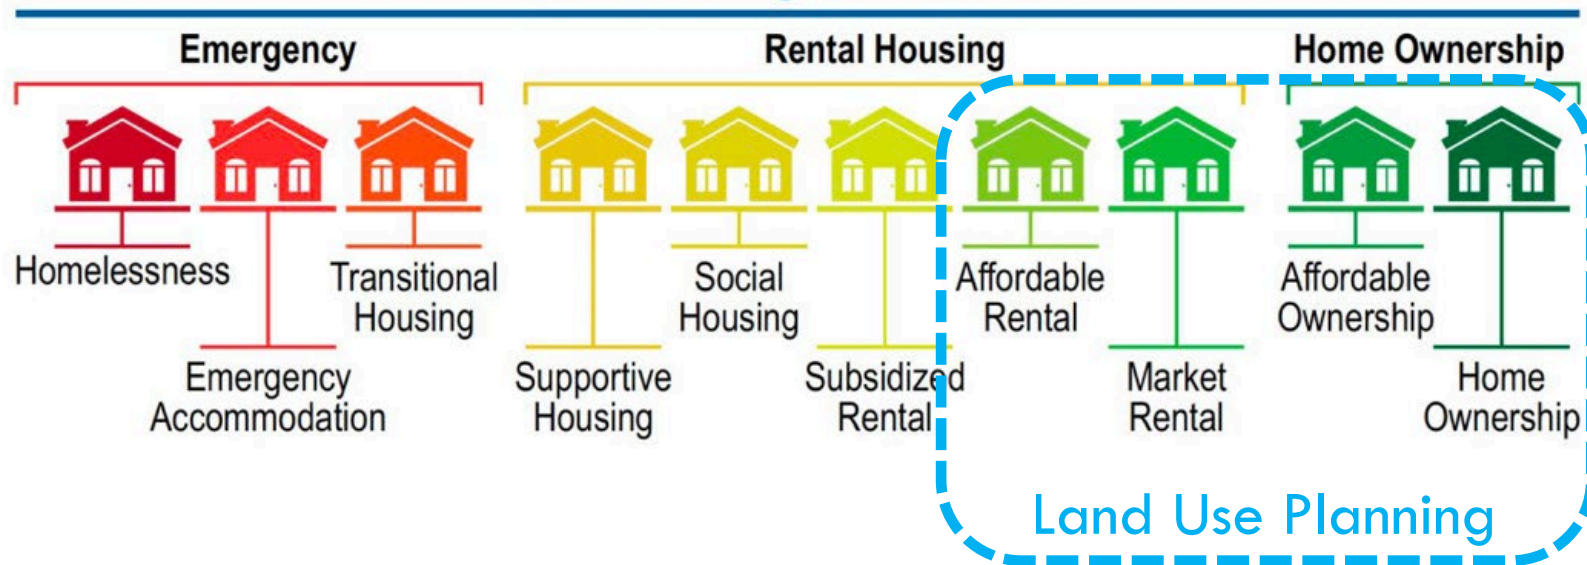 Emergency
Rental Housing
Home Ownership
Homelessness
Transitional
Housing
Social
Housing
Affordable
Rental
Affordable
Ownership
Emergency
Accommodation
Supportive
Housing
Subsidized
Rental
Market
Rental
Home
Ownership
Land Use Planning